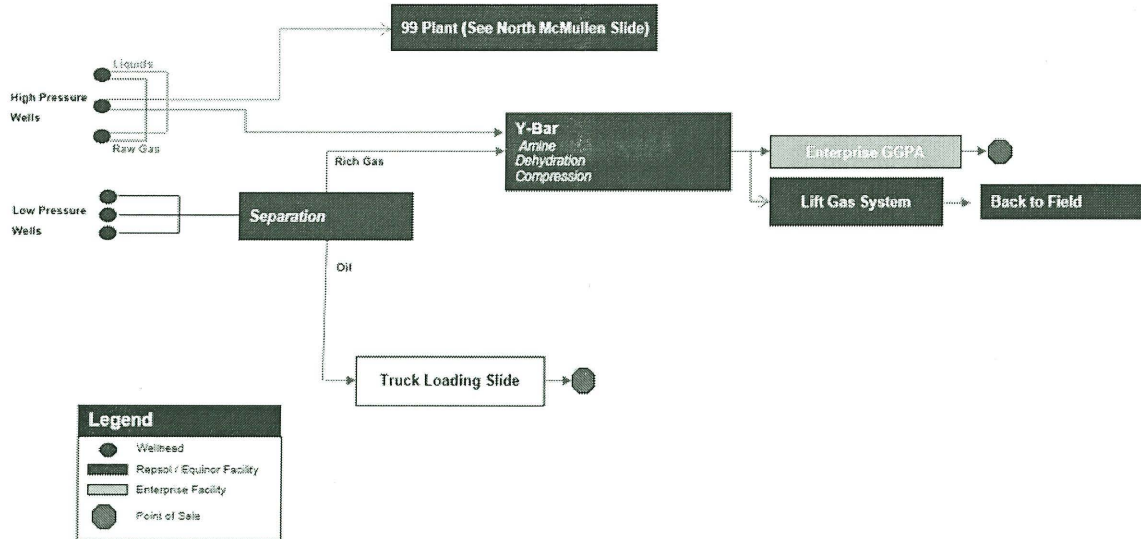 99 Plant (See North McMullen Slide)
Liquids
High Pressure
Wells
Raw Gas
Y-Bar
Amine
Dehydration
Compression
Rich Gas
Enterprise GGPA
Low Pressure
Wells
Separation
Lift Gas System
Back to Field
Oil
Truck Loading Slide
Legend
Wellhead
Repsol / Equinor Facility
Enterprise Facility
Point of Sale